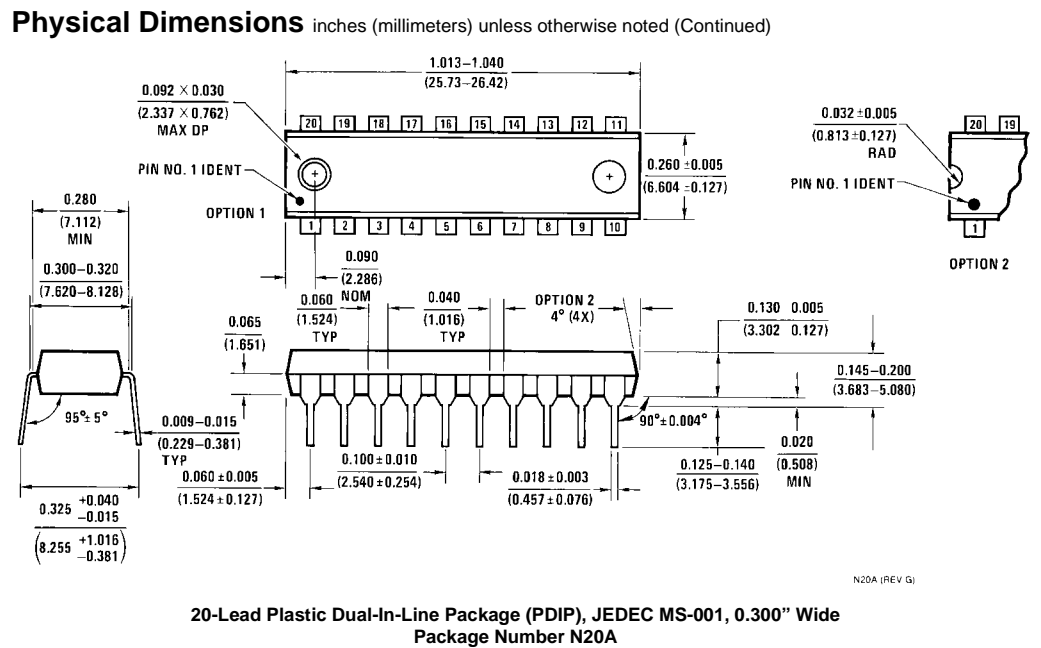 Physical Dimensions inches (millimeters) unless otherwise noted (Continued)
1.013–1.040
(25.73–26.42)
0.092 × 0.030
(2.337 × 0.762)
MAX DP
20 19 18 17 16 15 14 13 12 11
0.032 ±0.005
(0.813 ±0.127)
RAD
20 19
PIN NO. 1 IDENT
0.260 ±0.005
(6.604 ±0.127)
PIN NO. 1 IDENT
OPTION 1
1 2 3 4 5 6 7 8 9 10
1
OPTION 2
0.280
(7.112)
MIN
0.090
(2.286)
NOM
0.300–0.320
(7.620–8.128)
0.060
(1.524)
TYP
0.040
(1.016)
TYP
OPTION 2
4° (4X)
0.130 0.005
(3.302 0.127)
0.065
(1.651)
0.145–0.200
(3.683–5.080)
95°± 5°
0.009–0.015
(0.229–0.381)
TYP
90°±0.004°
0.020
(0.508)
MIN
0.100 ±0.010
(2.540 ±0.254)
0.018 ±0.003
(0.457 ±0.076)
0.125–0.140
(3.175–3.556)
0.060 ±0.005
(1.524 ±0.127)
0.325 +0.040
–0.015
(8.255 +1.016
–0.381)
N20A (REV G)
20-Lead Plastic Dual-In-Line Package (PDIP), JEDEC MS-001, 0.300” Wide
Package Number N20A